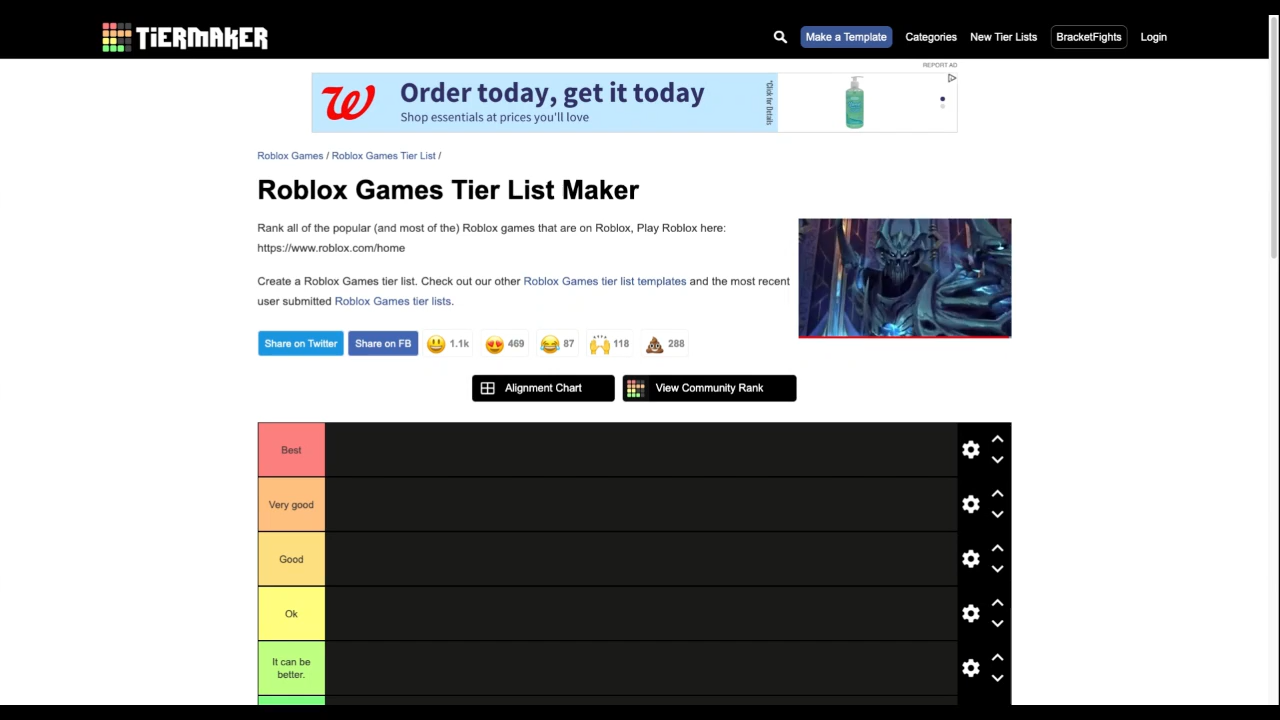 TiERMAKER
Make a Template
Categories
New Tier Lists
BracketFights
Login
REPORT AD
Order today, get it today
Shop essentials at prices you'll love
*Click for Details
Roblox Games / Roblox Games Tier List /
Roblox Games Tier List Maker
Rank all of the popular (and most of the) Roblox games that are on Roblox, Play Roblox here:
https://www.roblox.com/home
Create a Roblox Games tier list. Check out our other Roblox Games tier list templates and the most recent
user submitted Roblox Games tier lists.
Share on Twitter
Share on FB
1.1k
469
87
118
288
Alignment Chart
View Community Rank
Best
Very good
Good
Ok
It can be
better.